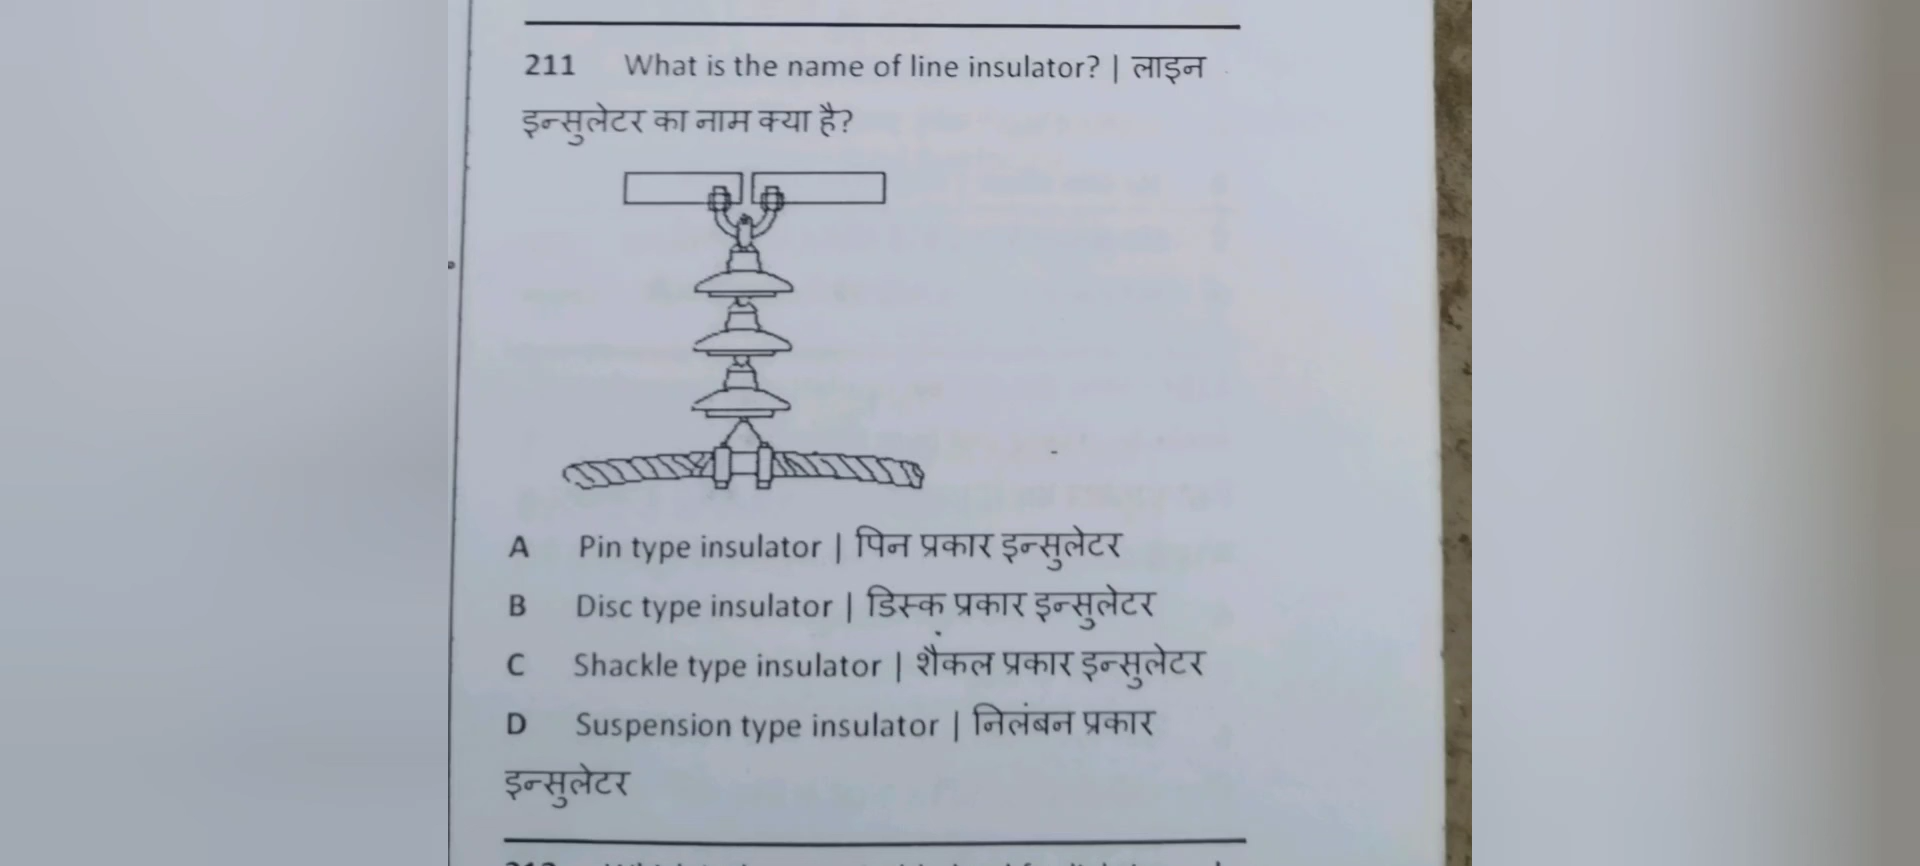 211 What is the name of line insulator? | लाइन
इन्सुलेटर का नाम क्या है?
A Pin type insulator | पिन प्रकार इन्सुलेटर
B Disc type insulator | डिस्क प्रकार इन्सुलेटर
C Shackle type insulator | शैकल प्रकार इन्सुलेटर
D Suspension type insulator | निलंबन प्रकार
इन्सुलेटर